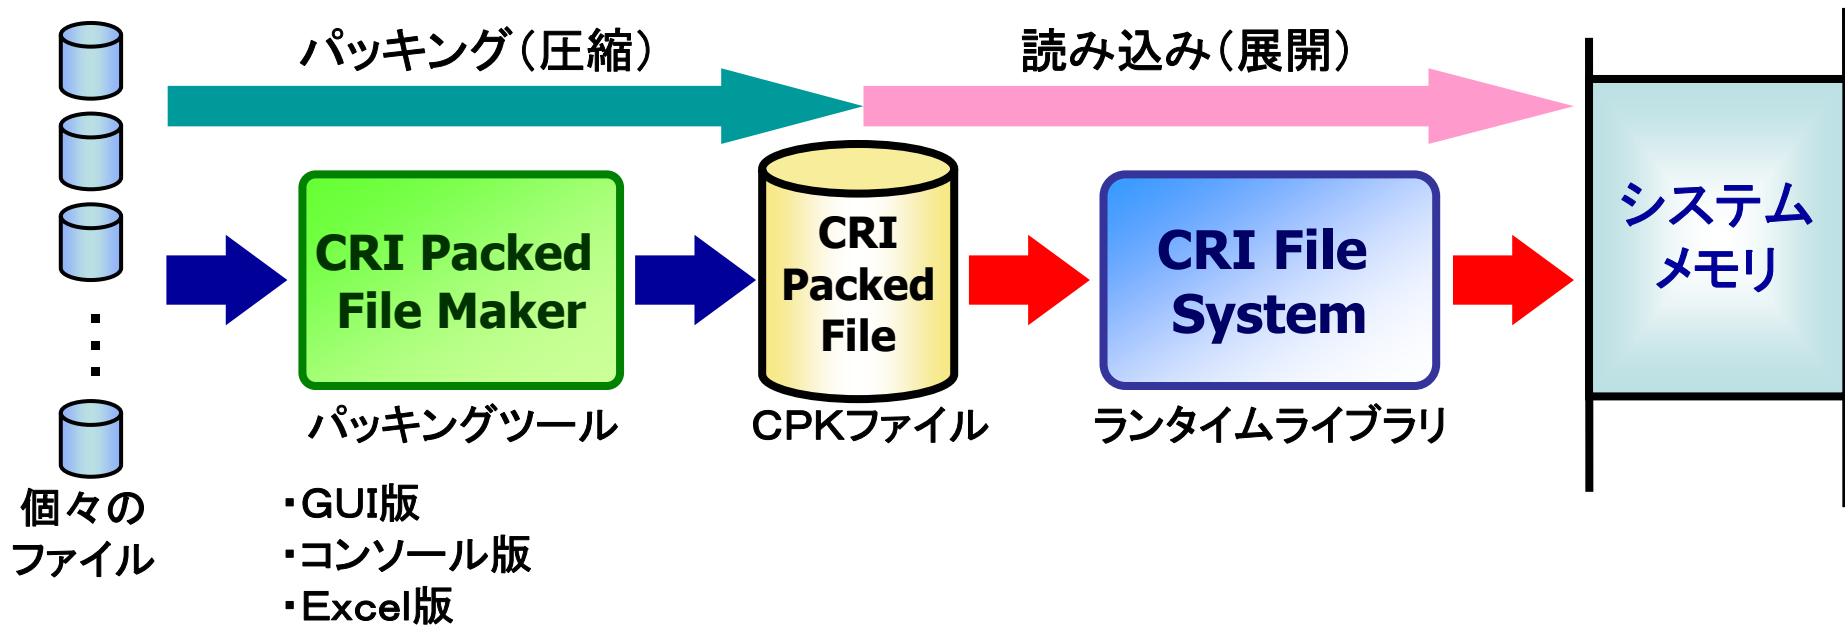 パッキング（圧縮）
読み込み（展開）
CRI Packed
File Maker
CRI
Packed
File
CRI File
System
システム
メモリ
パッキングツール
ＣＰＫファイル
ランタイムライブラリ
個々の
ファイル
・ＧＵＩ版
・コンソール版
・Ｅｘｃｅｌ版